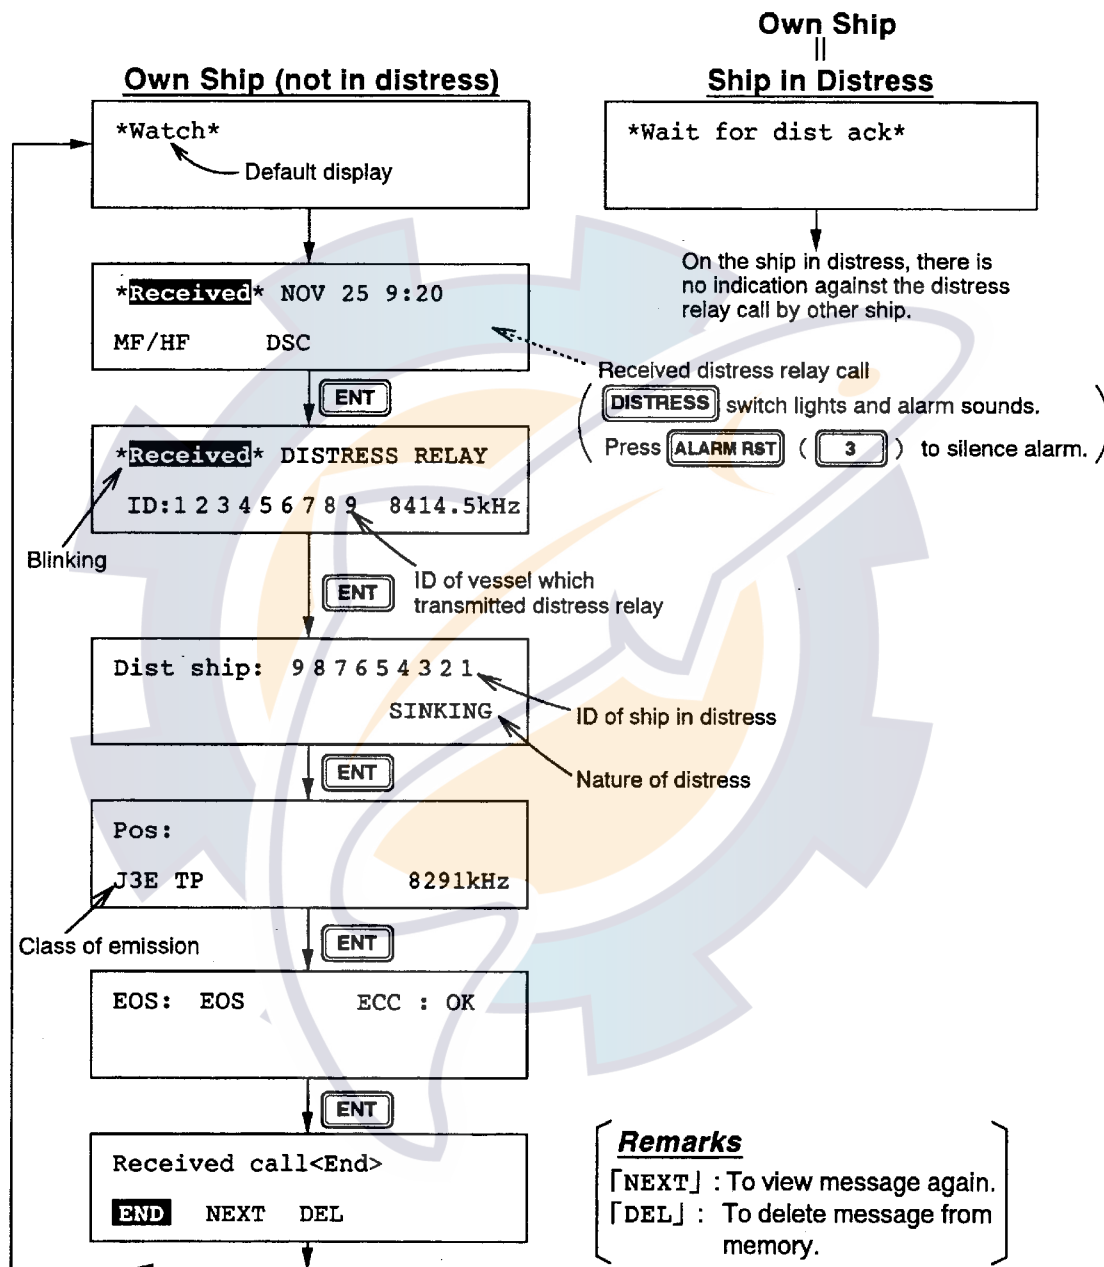 Own Ship
||
Own Ship (not in distress)
Ship in Distress
*Watch*
Default display
*Wait for dist ack*
On the ship in distress, there is
no indication against the distress
relay call by other ship.
*Received* NOV 25 9:20
MF/HF DSC
Received distress relay call
( DISTRESS switch lights and alarm sounds.
Press ALARM RST ( 3 ) to silence alarm. )
ENT
*Received* DISTRESS RELAY
ID:1 2 3 4 5 6 7 8 9 8414.5kHz
Blinking
ID of vessel which
transmitted distress relay
ENT
Dist ship: 9 8 7 6 5 4 3 2 1
SINKING
ID of ship in distress
Nature of distress
ENT
Pos:
J3E TP 8291kHz
Class of emission
ENT
EOS: EOS ECC : OK
ENT
Received call<End>
END NEXT DEL
Remarks
「NEXT」 : To view message again.
「DEL」 : To delete message from
memory.